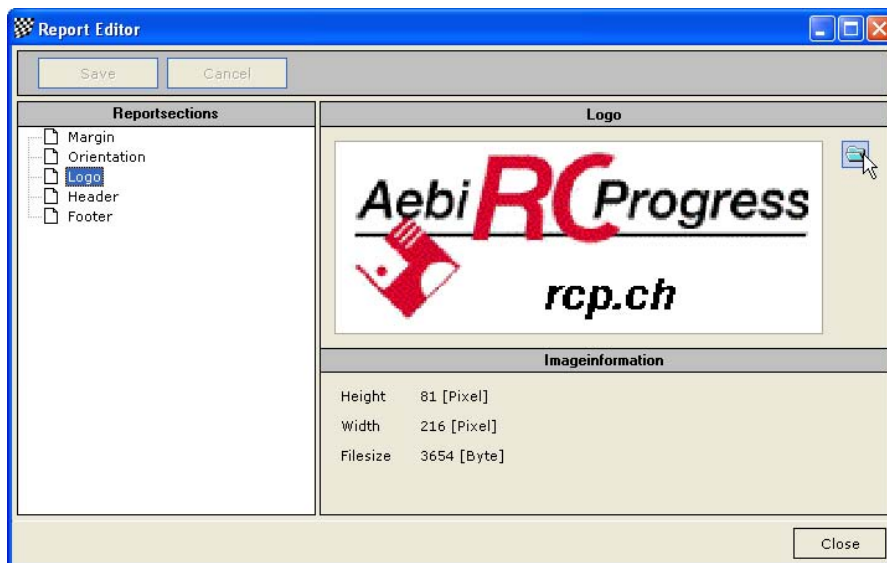 Report Editor
Save Cancel
Reportsections
Margin
Orientation
Logo
Header
Footer
Logo
Aebi RC Progress
rcp.ch
Imageinformation
Height 81 [Pixel]
Width 216 [Pixel]
Filesize 3654 [Byte]
Close